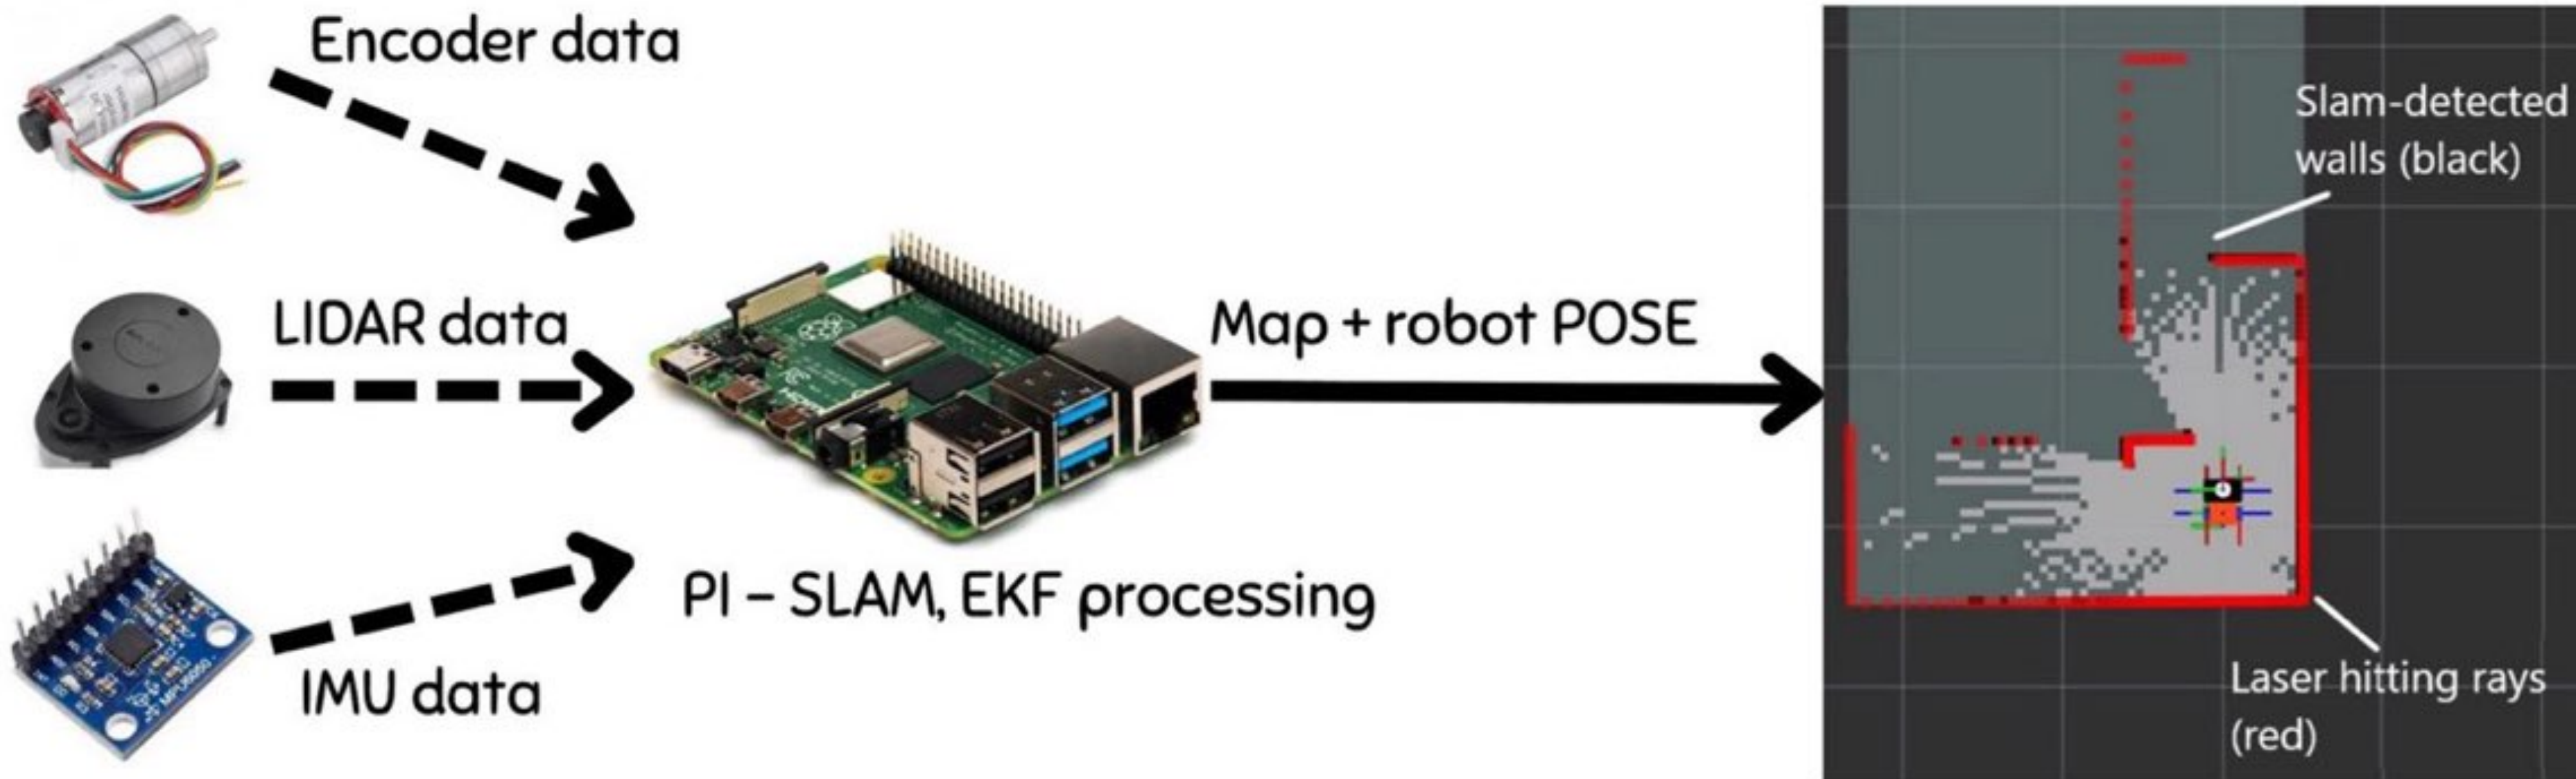 Encoder data
LIDAR data
IMU data
PI – SLAM, EKF processing
Map + robot POSE
Slam-detected
walls (black)
Laser hitting rays
(red)